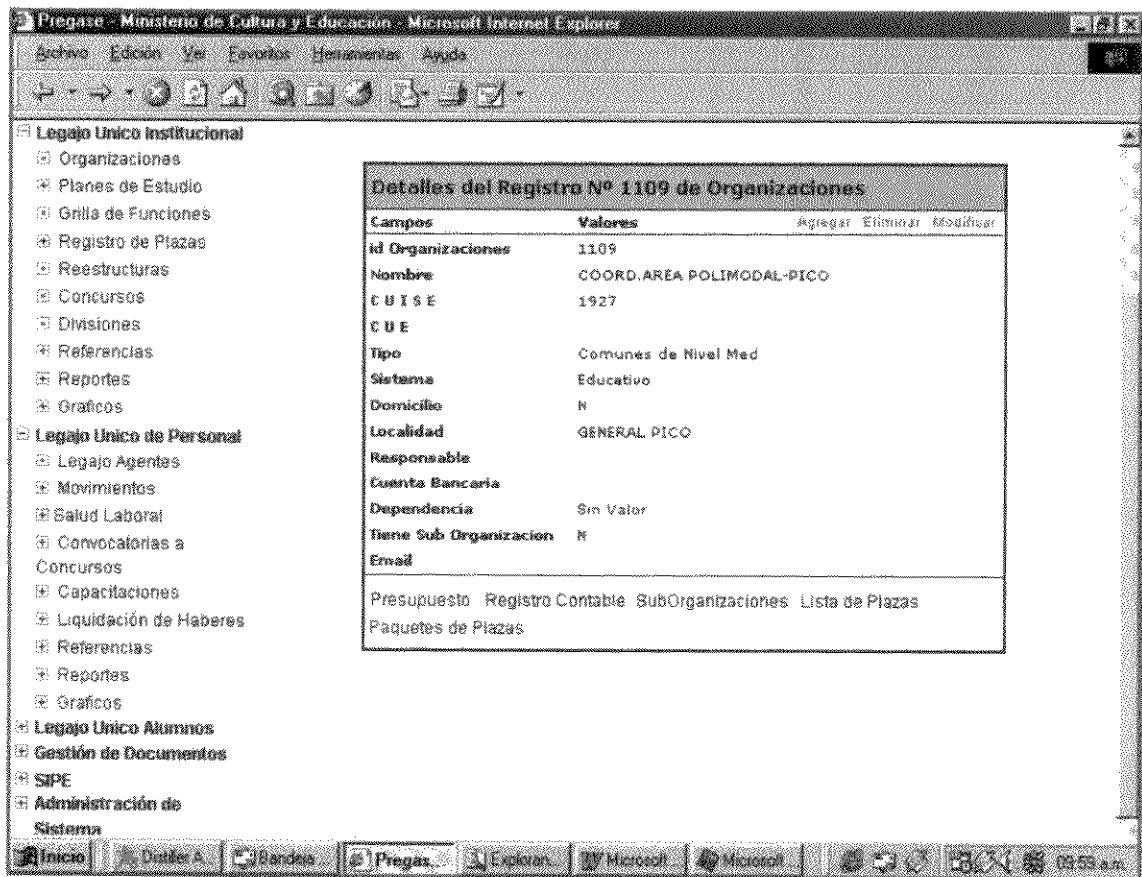 Pregase - Ministerio de Cultura y Educación - Microsoft Internet Explorer
Archivo Edición Ver Favoritos Herramientas Ayuda
Legajo Unico Institucional
Organizaciones
Planes de Estudio
Grilla de Funciones
Registro de Plazas
Reestructuras
Concursos
Divisiones
Referencias
Reportes
Graficos
Legajo Unico de Personal
Legajo Agentes
Movimientos
Salud Laboral
Convocatorias a
Concursos
Capacitaciones
Liquidación de Haberes
Referencias
Reportes
Graficos
Legajo Unico Alumnos
Gestión de Documentos
SIPE
Administración de
Sistema
Detalles del Registro Nº 1109 de Organizaciones
Campos Valores Agregar Eliminar Modificar
id Organizaciones 1109
Nombre COORD.AREA POLIMODAL-PICO
C U I S E 1927
C U E
Tipo Comunes de Nivel Med
Sistema Educativo
Domicilio N
Localidad GENERAL PICO
Responsable
Cuenta Bancaria
Dependencia Sin Valor
Tiene Sub Organizacion N
Email
Presupuesto Registro Contable SubOrganizaciones Lista de Plazas
Paquetes de Plazas
Inicio Distiller A... Bandeja... Pregas... Exploran... Microsoft... Microsoft... 09:59 a.m.